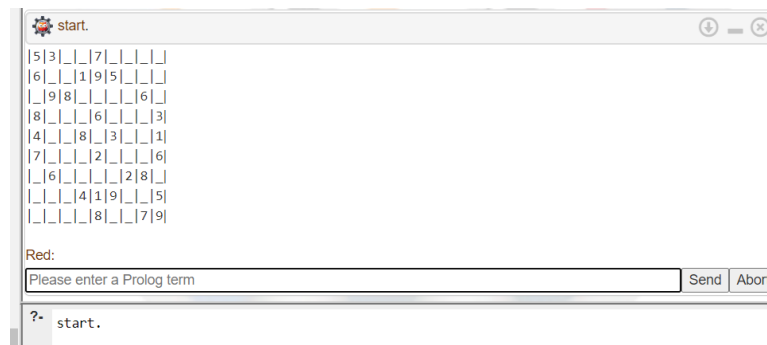 start.
|5|3|_|_|7|_|_|_|_|
|6|_|_|1|9|5|_|_|_|
|_|9|8|_|_|_|_|6|_|
|8|_|_|_|6|_|_|_|3|
|4|_|_|8|_|3|_|_|1|
|7|_|_|_|2|_|_|_|6|
|_|6|_|_|_|_|2|8|_|
|_|_|_|4|1|9|_|_|5|
|_|_|_|_|8|_|_|7|9|
Red:
Please enter a Prolog term
Send
Abor
?- start.